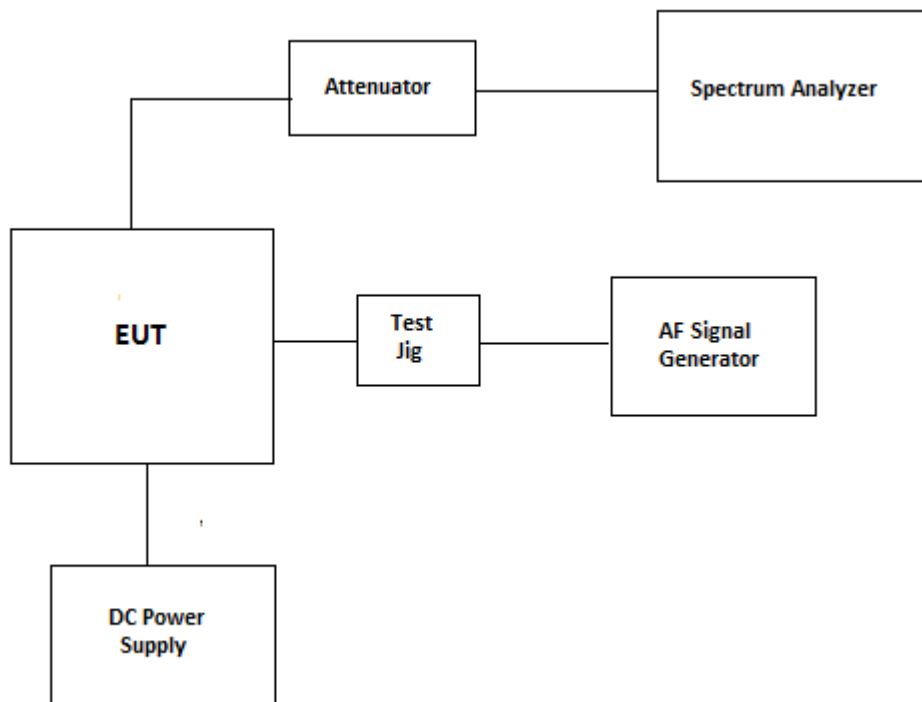 Attenuator
Spectrum Analyzer
EUT
Test
Jig
AF Signal
Generator
DC Power
Supply